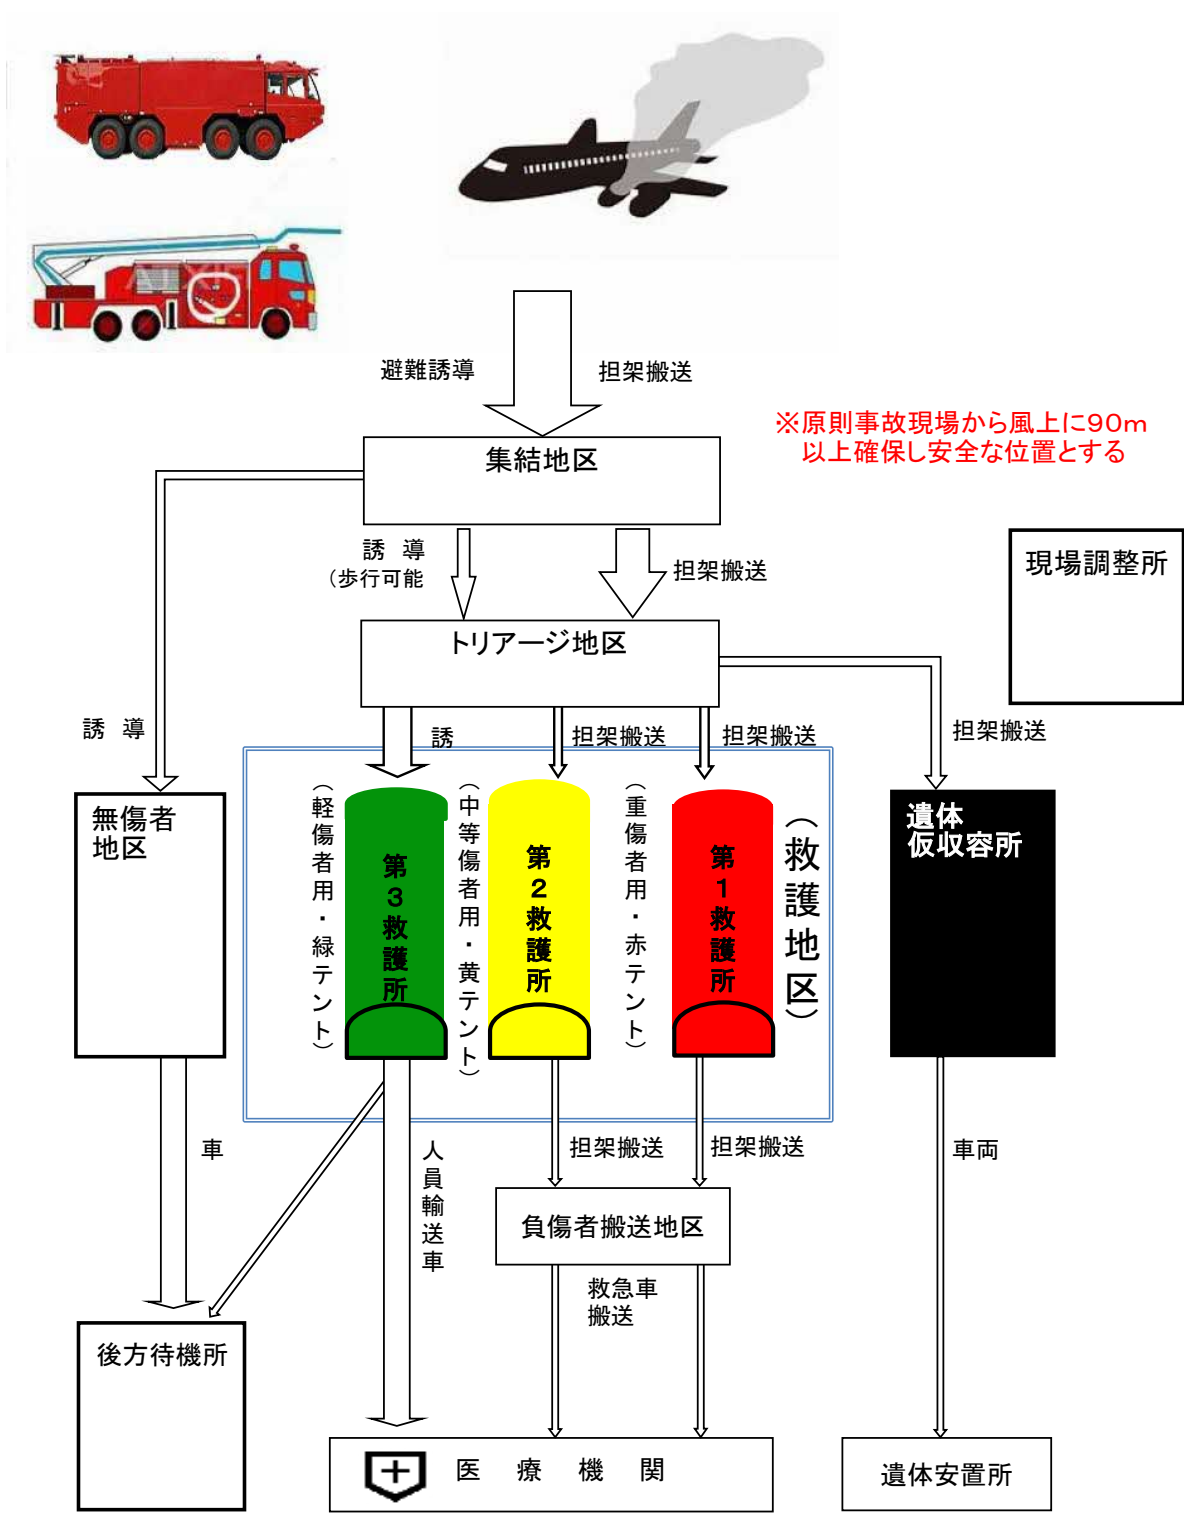 避難誘導
担架搬送
※原則事故現場から風上に90m
以上確保し安全な位置とする
集結地区
誘 導
(歩行可能
担架搬送
現場調整所
トリアージ地区
誘 導
誘
担架搬送
担架搬送
担架搬送
無傷者
地区
(軽傷者用・緑テント)
第3救護所
(中等傷者用・黄テント)
第2救護所
(重傷者用・赤テント)
第1救護所
(救護地区)
遺体
仮収容所
車
人員輸送車
担架搬送
担架搬送
車両
負傷者搬送地区
救急車
搬送
後方待機所
医 療 機 関
遺体安置所